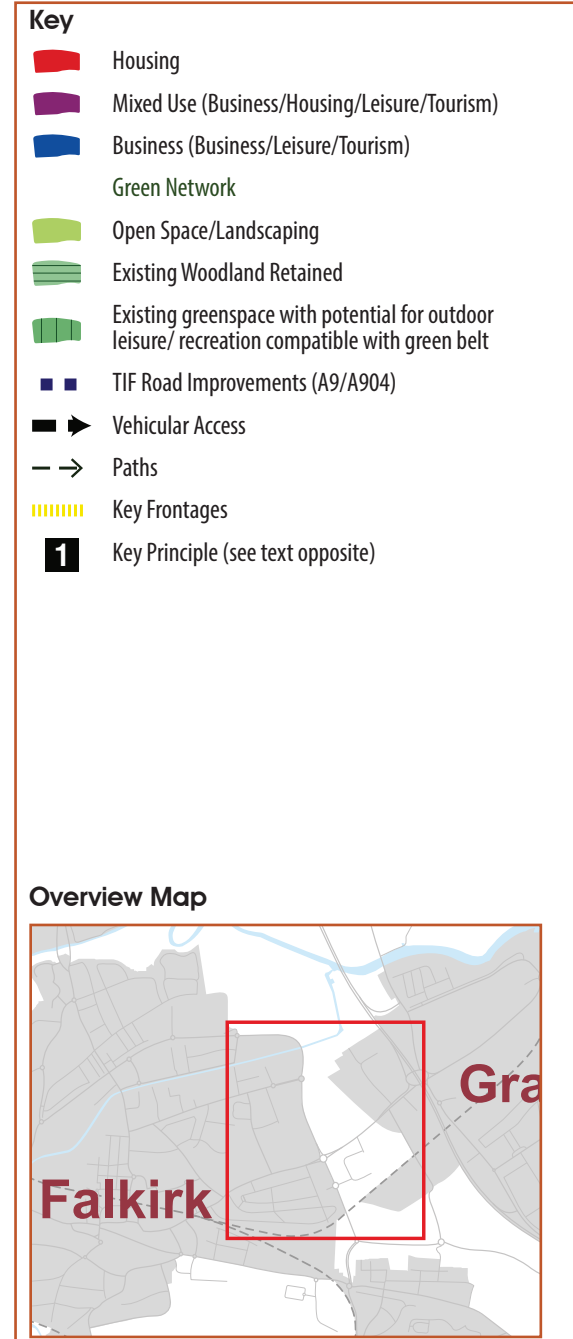 Key
Housing
Mixed Use (Business/Housing/Leisure/Tourism)
Business (Business/Leisure/Tourism)
Green Network
Open Space/Landscaping
Existing Woodland Retained
Existing greenspace with potential for outdoor
leisure/ recreation compatible with green belt
TIF Road Improvements (A9/A904)
Vehicular Access
Paths
Key Frontages
1 Key Principle (see text opposite)
Overview Map
Gra
Falkirk